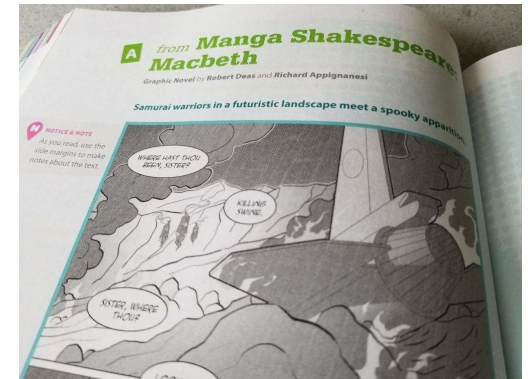 A from Manga Shakespeare:
Macbeth
Graphic Novel by Robert Deas and Richard Appignanesi
Samurai warriors in a futuristic landscape meet a spooky apparition.
N NOTICE & NOTE
As you read, use the
side margins to make
notes about the text.
WHERE HAST THOU
BEEN, SISTER?
KILLING
SWINE.
SISTER, WHERE
THOU?